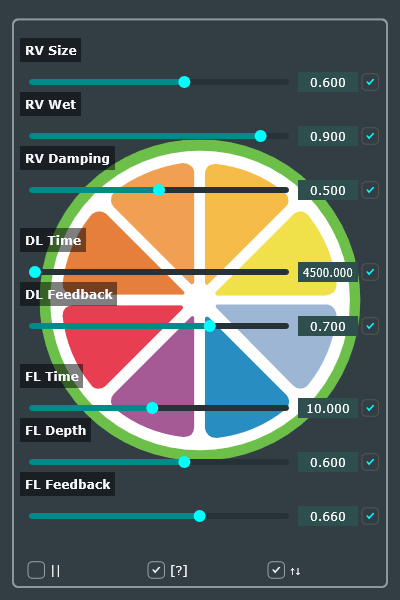 RV Size
0.600
RV Wet
0.900
RV Damping
0.500
DL Time
4500.000
DL Feedback
0.700
FL Time
10.000
FL Depth
0.600
FL Feedback
0.660
|| [?] ↑↓